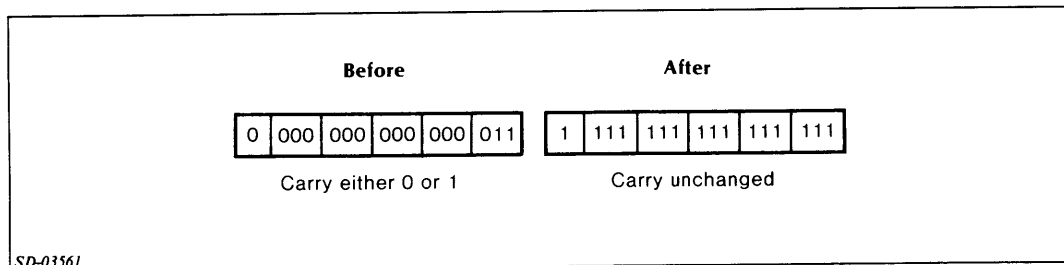 Before After
0 000 000 000 000 011 1 111 111 111 111 111
Carry either 0 or 1 Carry unchanged
SD-03561